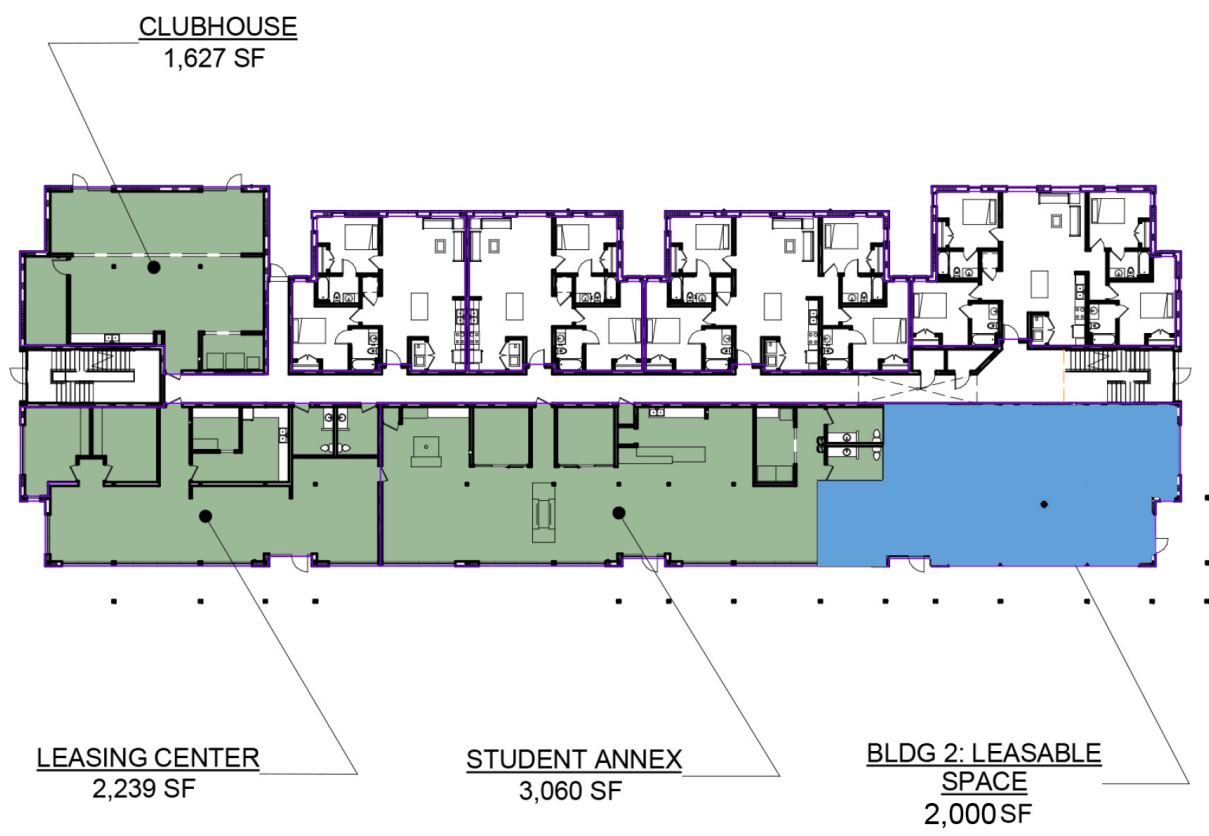 CLUBHOUSE
1,627 SF
LEASING CENTER
2,239 SF
STUDENT ANNEX
3,060 SF
BLDG 2: LEASABLE
SPACE
2,000 SF